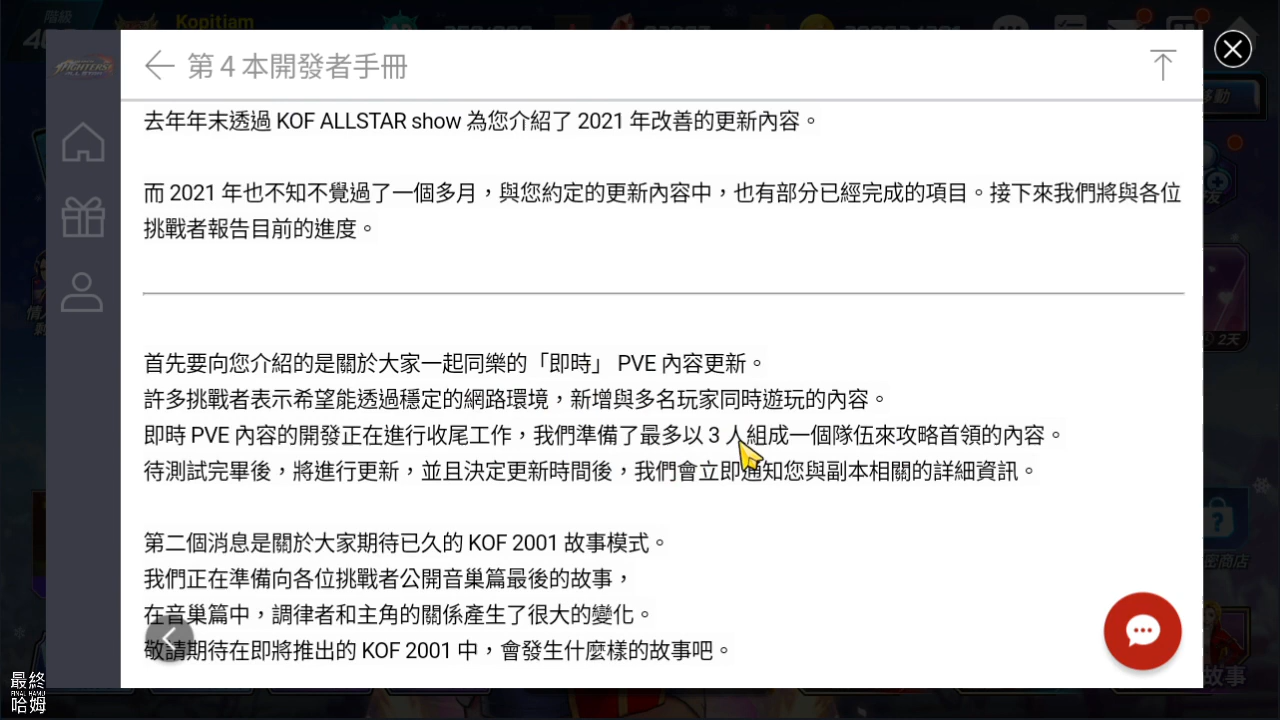 階級
Kopitiam
第 4 本開發者手冊
去年年末透過 KOF ALLSTAR show 為您介紹了 2021 年改善的更新內容。
而 2021 年也不知不覺過了一個多月，與您約定的更新內容中，也有部分已經完成的項目。接下來我們將與各位
挑戰者報告目前的進度。
首先要向您介紹的是關於大家一起同樂的「即時」 PVE 內容更新。
許多挑戰者表示希望能透過穩定的網路環境，新增與多名玩家同時遊玩的內容。
即時 PVE 內容的開發正在進行收尾工作，我們準備了最多以 3 人組成一個隊伍來攻略首領的內容。
待測試完畢後，將進行更新，並且決定更新時間後，我們會立即通知您與副本相關的詳細資訊。
第二個消息是關於大家期待已久的 KOF 2001 故事模式。
我們正在準備向各位挑戰者公開音巢篇最後的故事，
在音巢篇中，調律者和主角的關係產生了很大的變化。
敬請期待在即將推出的 KOF 2001 中，會發生什麼樣的故事吧。
移動
友
2天
密商店
故事
最終
FINAL HAMU
哈姆